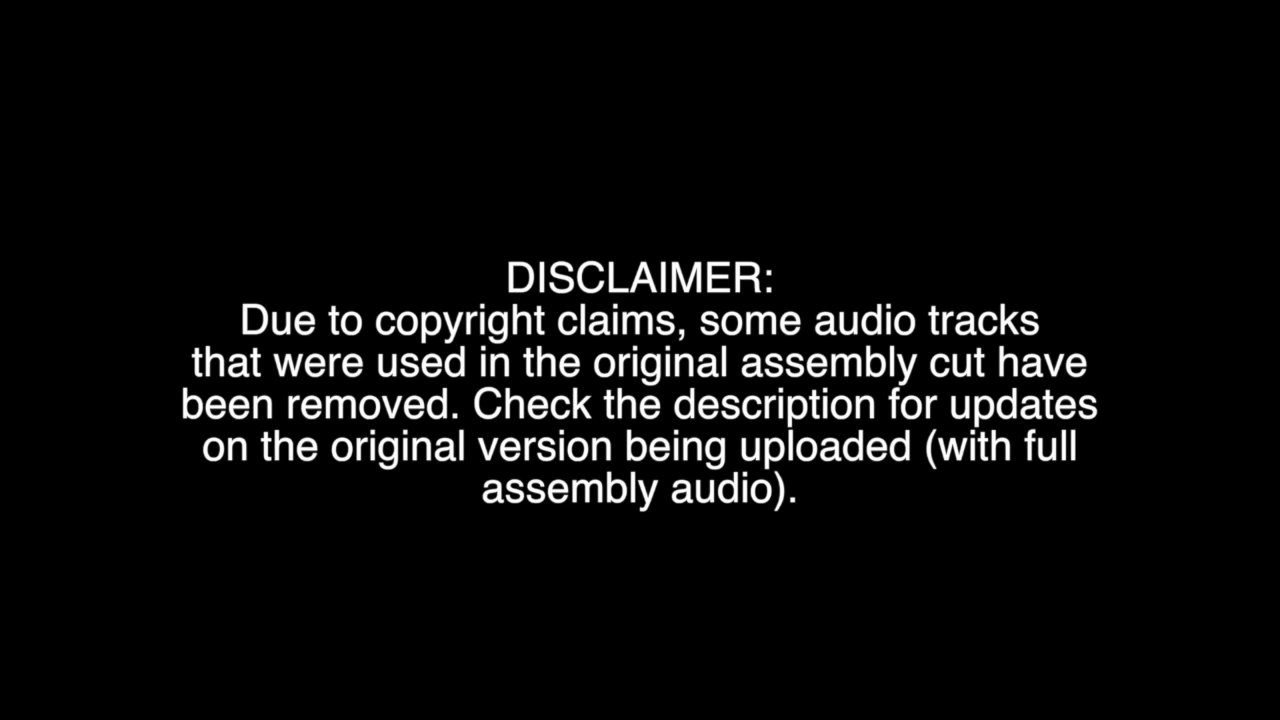 DISCLAIMER:
Due to copyright claims, some audio tracks
that were used in the original assembly cut have
been removed. Check the description for updates
on the original version being uploaded (with full
assembly audio).